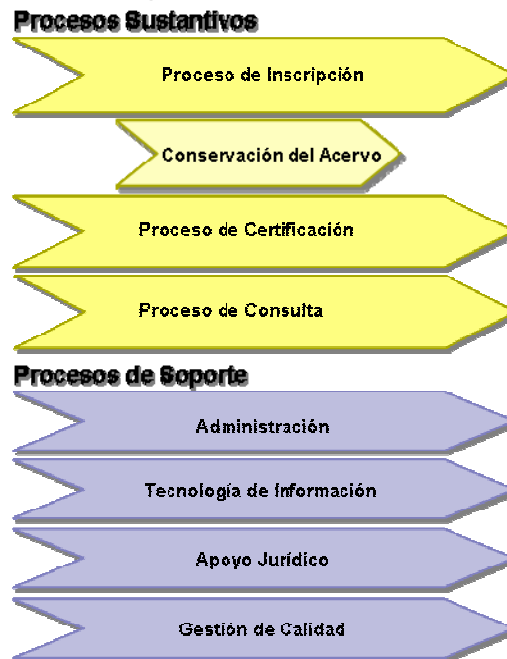 Procesos Sustantivos
Proceso de Inscripción
Conservación del Acervo
Proceso de Certificación
Proceso de Consulta
Procesos de Soporte
Administración
Tecnología de Información
Apoyo Jurídico
Gestión de Calidad